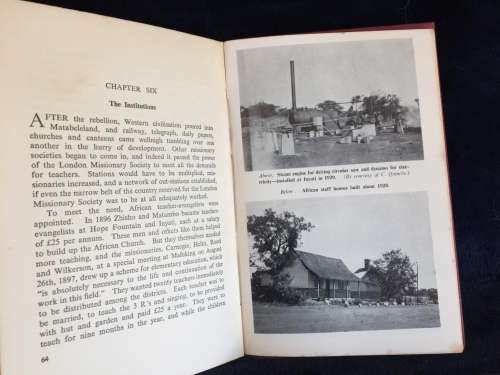 CHAPTER SIX
The Institutions
AFTER the rebellion, Western civilization poured into
Matabeleland, and railway, telegraph, daily papers,
churches and canteens came wellnigh tumbling over one
another in the hurry of development. Other missionary
societies began to come in, and indeed it passed the power
of the London Missionary Society to meet all the demands
for teachers. Stations would have to be multiplied, mis-
sionaries increased, and a network of out-stations established,
if even the narrow belt of the country reserved for the London
Missionary Society was to be at all adequately worked.
To meet the need, African teacher-evangelists were
appointed. In 1896 Zhisho and Matambo became teacher
evangelists at Hope Fountain and Inyati, each at a salary
of £25 per annum. These men and others like them helped
to build up the African Church. But they themselves needed
more teaching, and the missionaries, Carnegie, Helm, Reed
and Wilkerson, at a special meeting at Mafeking on August
26th, 1897, drew up a scheme for elementary education, which
"is absolutely necessary to the life and continuation of the
work in this field." They wanted twenty teachers immediately
to be distributed among the districts. Each teacher was to
be married, to teach the 3 R's and singing, to be provided
with hut and garden and paid £25 a year. They were to
teach for nine months in the year, and while the children
64
Above: Steam engine for driving circular saw and dynamo for elec-
tricity—installed at Inyati in 1920. (By courtesy of C.
Below: African staff houses built about 1920.